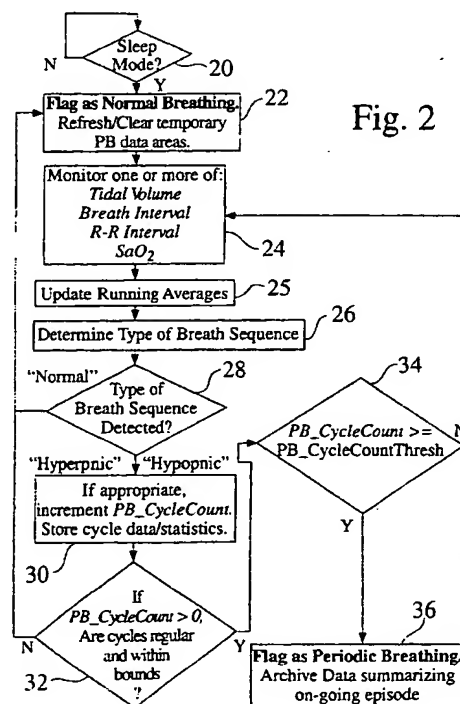 Sleep
Mode?
N
20
Y
Flag as Normal Breathing.
Refresh/Clear temporary
PB data areas.
22
Fig. 2
Monitor one or more of:
Tidal Volume
Breath Interval
R-R Interval
SaO2
24
Update Running Averages
25
Determine Type of Breath Sequence
26
"Normal"
28
Type of
Breath Sequence
Detected?
"Hyperpnic"
"Hypopnic"
34
PB_CycleCount >=
PB_CycleCountThresh
N
Y
If appropriate,
increment PB_CycleCount.
Store cycle data/statistics.
30
If
PB_CycleCount > 0,
Are cycles regular
and within
bounds
?
N
Y
32
36
Flag as Periodic Breathing.
Archive Data summarizing
on-going episode